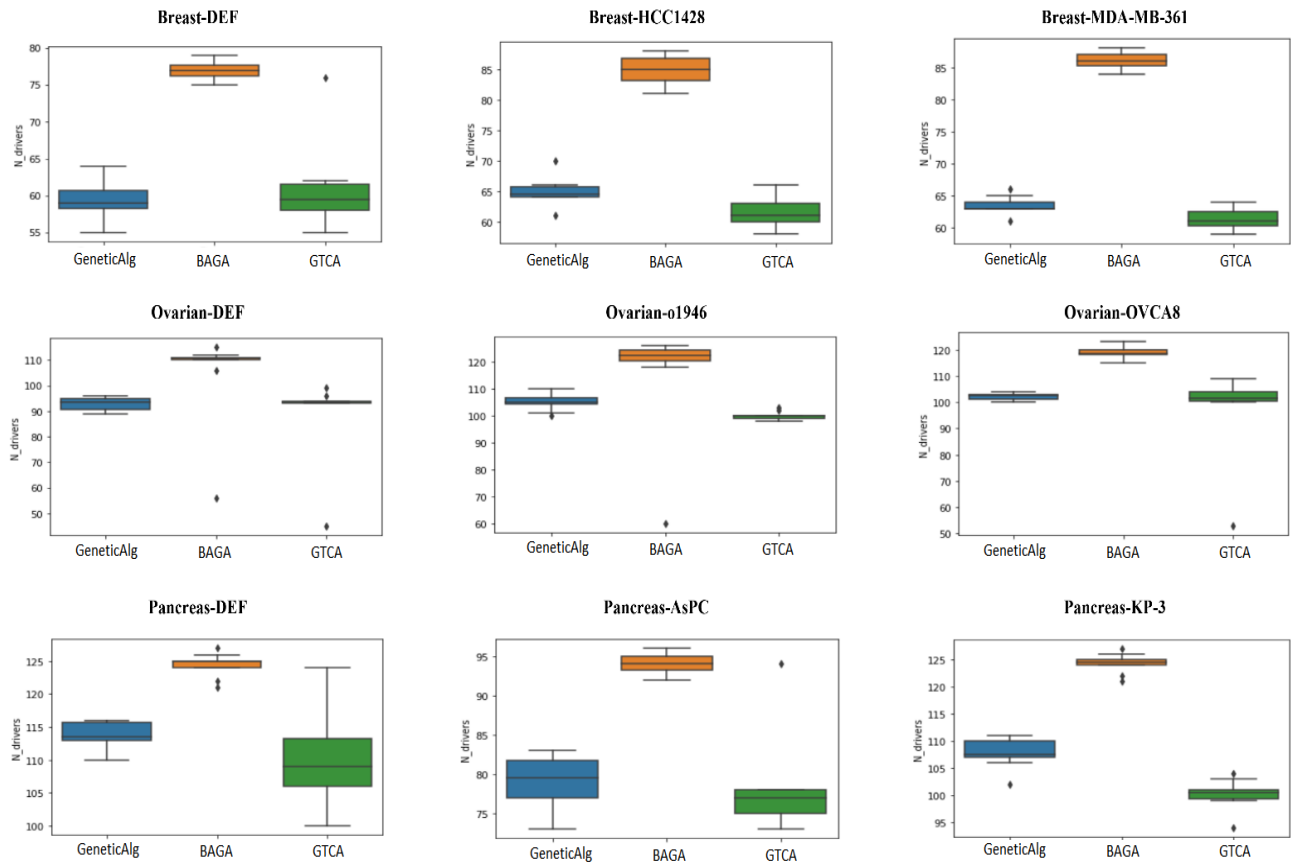 Breast-DEF
Breast-HCC1428
Breast-MDA-MB-361
80
75
70
65
60
55
N_drivers
GeneticAlg
BAGA
GTCA
85
80
75
70
65
60
N_drivers
GeneticAlg
BAGA
GTCA
85
80
75
70
65
60
N_drivers
GeneticAlg
BAGA
GTCA
Ovarian-DEF
Ovarian-o1946
Ovarian-OVCA8
110
100
90
80
70
60
50
N_drivers
GeneticAlg
BAGA
GTCA
120
110
100
90
80
70
60
N_drivers
GeneticAlg
BAGA
GTCA
120
110
100
90
80
70
60
50
N_drivers
GeneticAlg
BAGA
GTCA
Pancreas-DEF
Pancreas-AsPC
Pancreas-KP-3
125
120
115
110
105
100
N_drivers
GeneticAlg
BAGA
GTCA
95
90
85
80
75
N_drivers
GeneticAlg
BAGA
GTCA
125
120
115
110
105
100
95
N_drivers
GeneticAlg
BAGA
GTCA